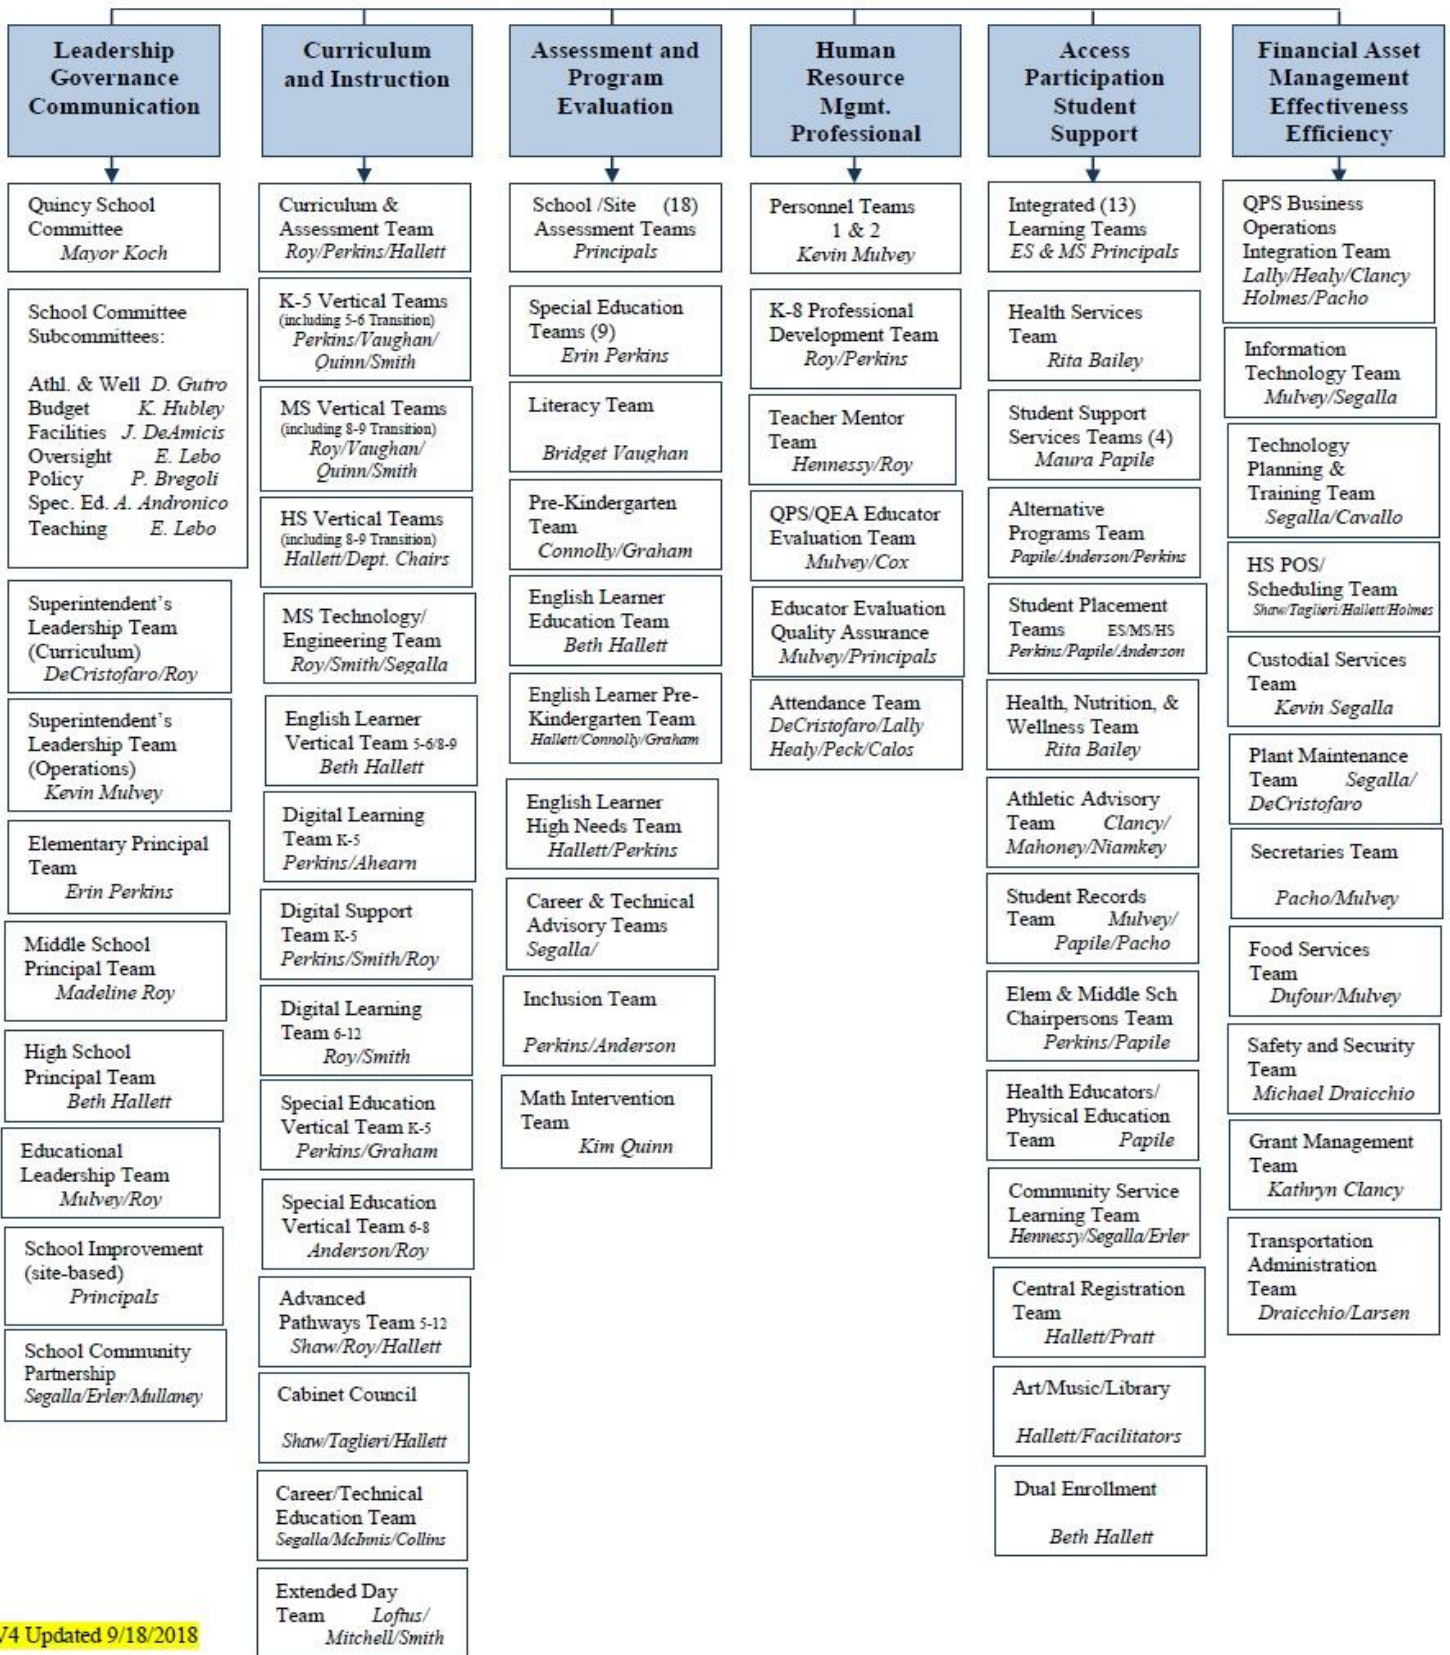 Leadership
Governance
Communication
Quincy School
Committee
Mayor Koch
School Committee
Subcommittees:
Athl. & Well D. Gutro
Budget K. Hubley
Facilities J. DeAmicis
Oversight E. Lebo
Policy P. Bregoli
Spec. Ed. A. Andronico
Teaching E. Lebo
Superintendent's
Leadership Team
(Curriculum)
DeCristofaro/Roy
Superintendent's
Leadership Team
(Operations)
Kevin Mulvey
Elementary Principal
Team
Erin Perkins
Middle School
Principal Team
Madeline Roy
High School
Principal Team
Beth Hallett
Educational
Leadership Team
Mulvey/Roy
School Improvement
(site-based)
Principals
School Community
Partnership
Segalla/Erler/Mullaney
Curriculum
and Instruction
Curriculum &
Assessment Team
Roy/Perkins/Hallett
K-5 Vertical Teams
(including 5-6 Transition)
Perkins/Vaughan/
Quinn/Smith
MS Vertical Teams
(including 8-9 Transition)
Roy/Vaughan/
Quinn/Smith
HS Vertical Teams
(including 8-9 Transition)
Hallett/Dept. Chairs
MS Technology/
Engineering Team
Roy/Smith/Segalla
English Learner
Vertical Team 5-6/8-9
Beth Hallett
Digital Learning
Team K-5
Perkins/Ahearn
Digital Support
Team K-5
Perkins/Smith/Roy
Digital Learning
Team 6-12
Roy/Smith
Special Education
Vertical Team K-5
Perkins/Graham
Special Education
Vertical Team 6-8
Anderson/Roy
Advanced
Pathways Team 5-12
Shaw/Roy/Hallett
Cabinet Council
Shaw/Taglieri/Hallett
Career/Technical
Education Team
Segalla/McInnis/Collins
Extended Day
Team Loftus/
Mitchell/Smith
Assessment and
Program
Evaluation
School /Site (18)
Assessment Teams
Principals
Special Education
Teams (9)
Erin Perkins
Literacy Team
Bridget Vaughan
Pre-Kindergarten
Team
Connolly/Graham
English Learner
Education Team
Beth Hallett
English Learner Pre-
Kindergarten Team
Hallett/Connolly/Graham
English Learner
High Needs Team
Hallett/Perkins
Career & Technical
Advisory Teams
Segalla/
Inclusion Team
Perkins/Anderson
Math Intervention
Team
Kim Quinn
Human
Resource
Mgmt.
Professional
Personnel Teams
1 & 2
Kevin Mulvey
K-8 Professional
Development Team
Roy/Perkins
Teacher Mentor
Team
Hennessy/Roy
QPS/QEA Educator
Evaluation Team
Mulvey/Cox
Educator Evaluation
Quality Assurance
Mulvey/Principals
Attendance Team
DeCristofaro/Lally
Healy/Peck/Calos
Access
Participation
Student
Support
Integrated (13)
Learning Teams
ES & MS Principals
Health Services
Team
Rita Bailey
Student Support
Services Teams (4)
Maura Papile
Alternative
Programs Team
Papile/Anderson/Perkins
Student Placement
Teams ES/MS/HS
Perkins/Papile/Anderson
Health, Nutrition, &
Wellness Team
Rita Bailey
Athletic Advisory
Team Clancy/
Mahoney/Niamkey
Student Records
Team Mulvey/
Papile/Pacho
Elem & Middle Sch
Chairpersons Team
Perkins/Papile
Health Educators/
Physical Education
Team Papile
Community Service
Learning Team
Hennessy/Segalla/Erler
Central Registration
Team
Hallett/Pratt
Art/Music/Library
Hallett/Facilitators
Dual Enrollment
Beth Hallett
Financial Asset
Management
Effectiveness
Efficiency
QPS Business
Operations
Integration Team
Lally/Healy/Clancy
Holmes/Pacho
Information
Technology Team
Mulvey/Segalla
Technology
Planning &
Training Team
Segalla/Cavallo
HS POS/
Scheduling Team
Shaw/Taglieri/Hallett/Holmes
Custodial Services
Team
Kevin Segalla
Plant Maintenance
Team Segalla/
DeCristofaro
Secretaries Team
Pacho/Mulvey
Food Services
Team
Dufour/Mulvey
Safety and Security
Team
Michael Draicchio
Grant Management
Team
Kathryn Clancy
Transportation
Administration
Team
Draicchio/Larsen
V4 Updated 9/18/2018